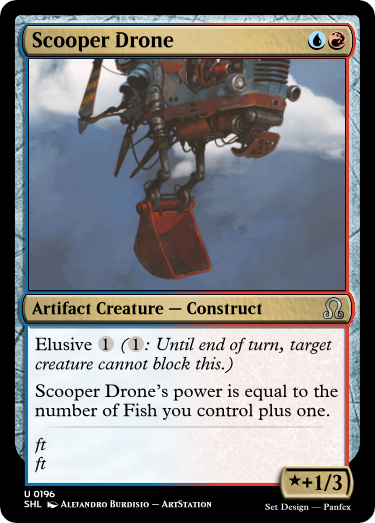 Scooper Drone
Artifact Creature — Construct
Elusive 1 (1: Until end of turn, target
creature cannot block this.)
Scooper Drone's power is equal to the
number of Fish you control plus one.
ft
ft
★+1/3
U 0196
SHL Alejandro Burdisio — ArtStation
Set Design — Panfex